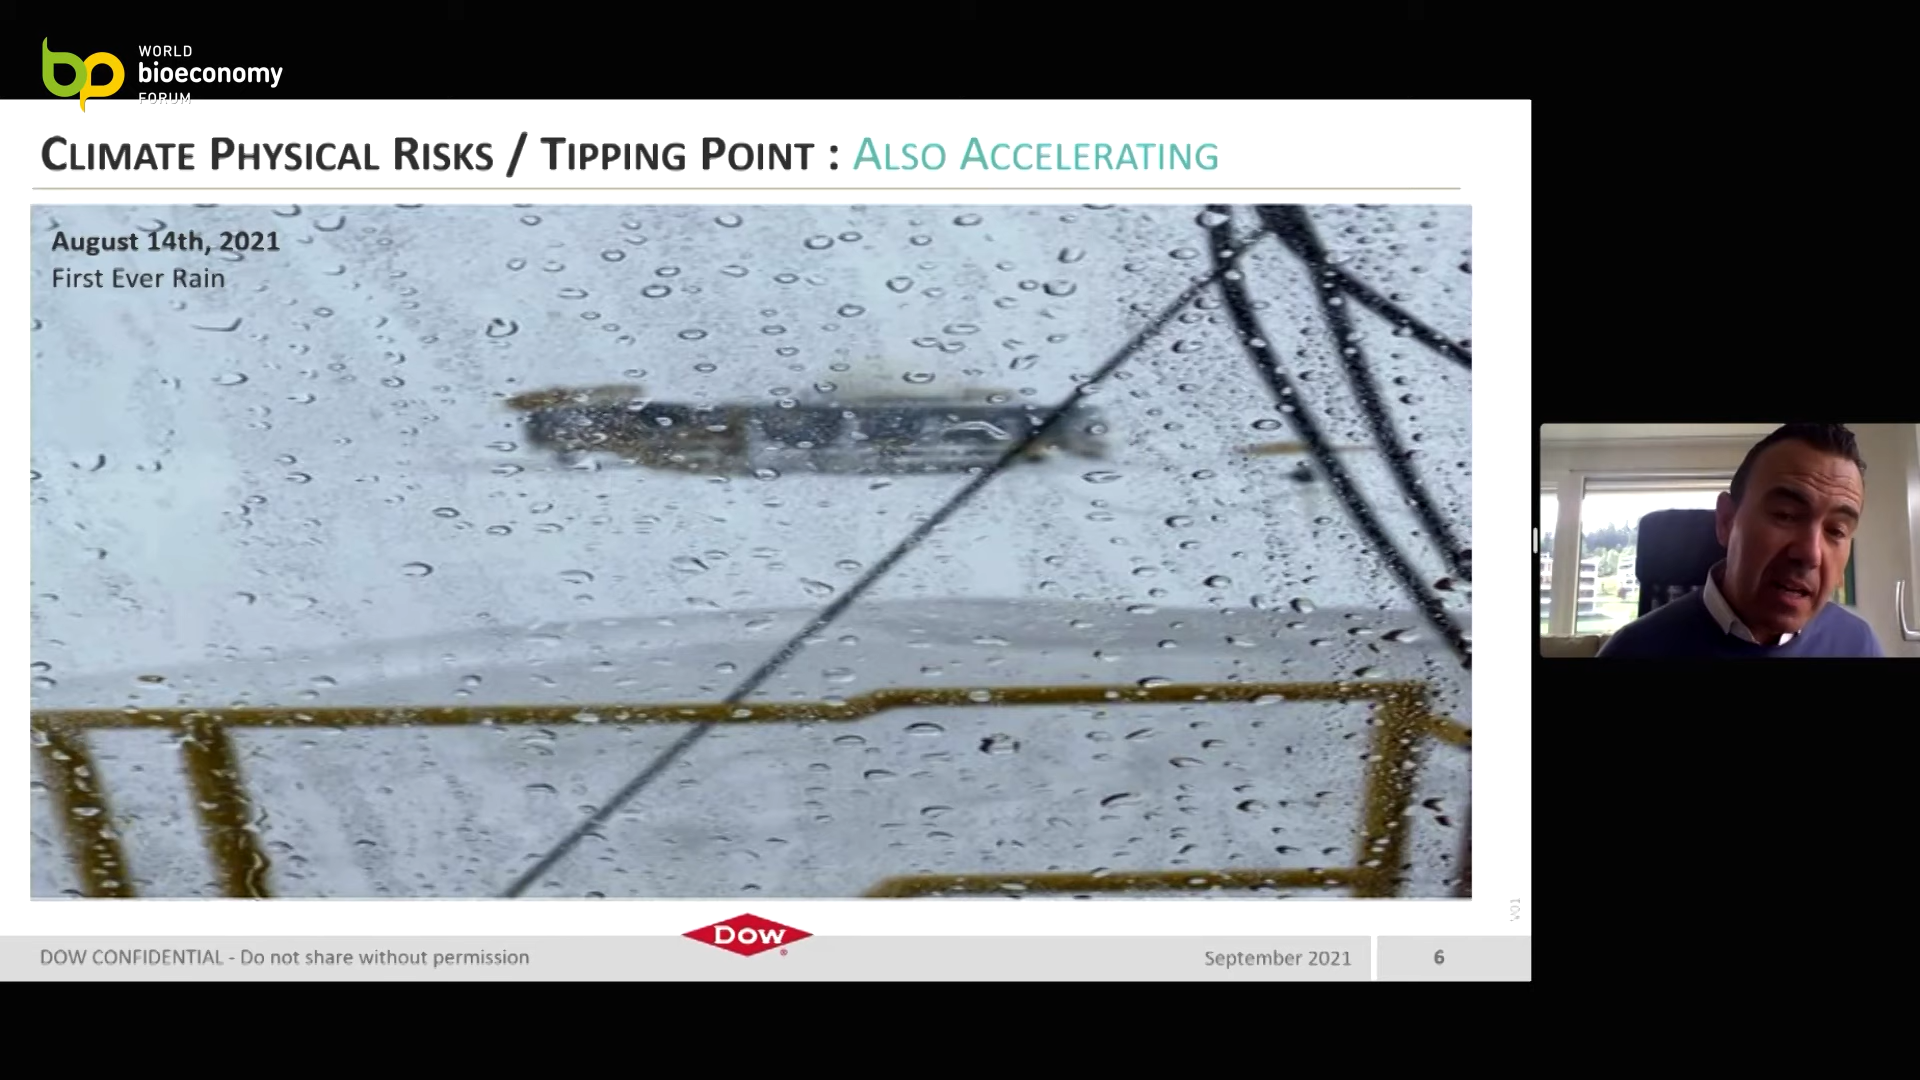 WORLD
bioeconomy
FORUM
CLIMATE PHYSICAL RISKS / TIPPING POINT : ALSO ACCELERATING
August 14th, 2021
First Ever Rain
V01
DOW CONFIDENTIAL - Do not share without permission
DOW
September 2021
6